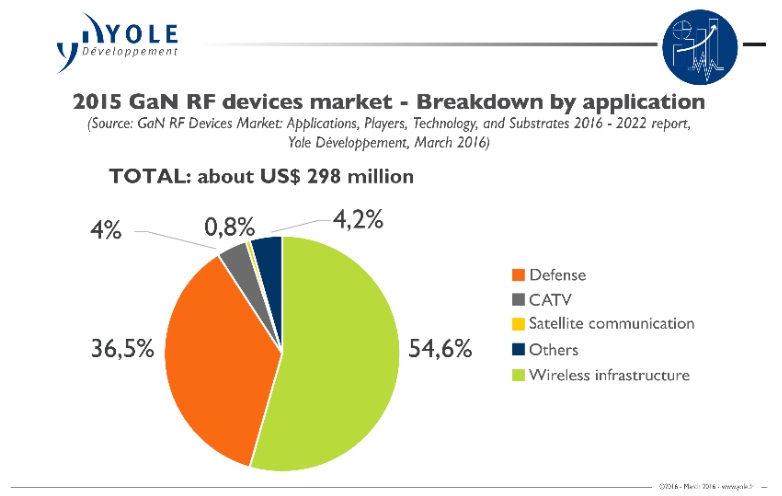 YOLE
Développement
2015 GaN RF devices market - Breakdown by application
(Source: GaN RF Devices Market: Applications, Players, Technology, and Substrates 2016 - 2022 report,
Yole Développement, March 2016)
TOTAL: about US$ 298 million
4%
0,8%
4,2%
36,5%
54,6%
Defense
CATV
Satellite communication
Others
Wireless infrastructure
©2016 - March 2016 - www.yole.fr